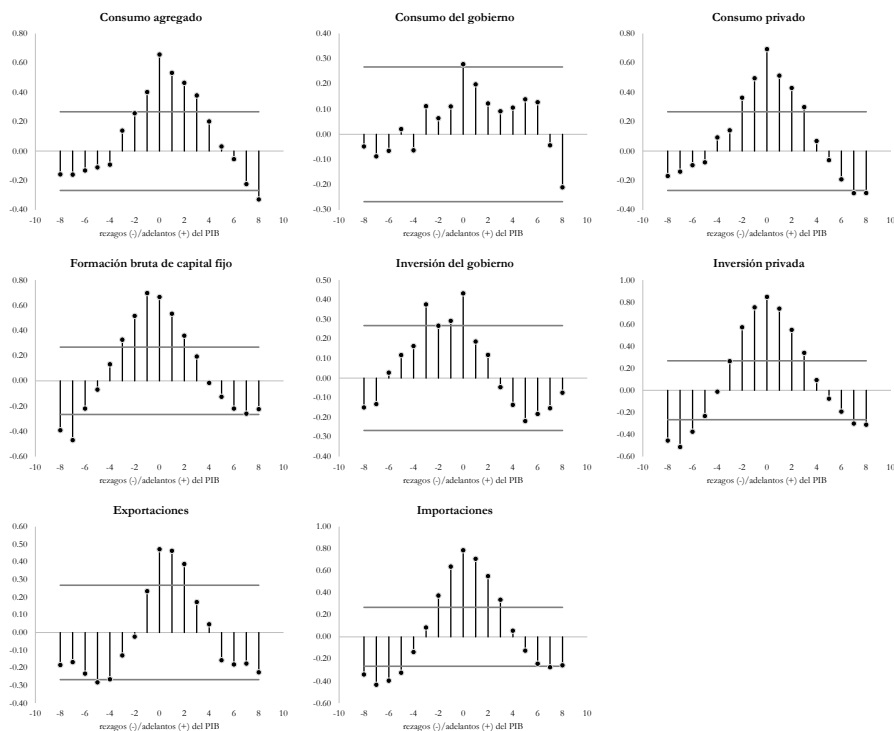 Consumo agregado
0.80
0.60
0.40
0.20
0.00
-0.20
-0.40
-10 -8 -6 -4 -2 0 2 4 6 8 10
rezagos (-)/adelantos (+) del PIB
Consumo del gobierno
0.40
0.30
0.20
0.10
0.00
0.10
0.20
0.30
-10 -8 -6 -4 -2 0 2 4 6 8 10
rezagos (-)/adelantos (+) del PIB
Consumo privado
0.80
0.60
0.40
0.20
0.00
-0.20
-0.40
-10 -8 -6 -4 -2 0 2 4 6 8 10
rezagos (-)/adelantos (+) del PIB
Formación bruta de capital fijo
0.80
0.60
0.40
0.20
0.00
-0.20
-0.40
-0.60
-10 -8 -6 -4 -2 0 2 4 6 8 10
rezagos (-)/adelantos (+) del PIB
Inversión del gobierno
0.50
0.40
0.30
0.20
0.10
0.00
-0.10
-0.20
-0.30
-0.40
-10 -8 -6 -4 -2 0 2 4 6 8 10
rezagos (-)/adelantos (+) del PIB
Inversión privada
1.00
0.80
0.60
0.40
0.20
0.00
-0.20
-0.40
-0.60
-10 -8 -6 -4 -2 0 2 4 6 8 10
rezagos (-)/adelantos (+) del PIB
Exportaciones
0.60
0.50
0.40
0.30
0.20
0.10
0.00
-0.10
-0.20
-0.30
-0.40
-10 -8 -6 -4 -2 0 2 4 6 8 10
rezagos (-)/adelantos (+) del PIB
Importaciones
1.00
0.80
0.60
0.40
0.20
0.00
-0.20
-0.40
-0.60
-10 -8 -6 -4 -2 0 2 4 6 8 10
rezagos (-)/adelantos (+) del PIB